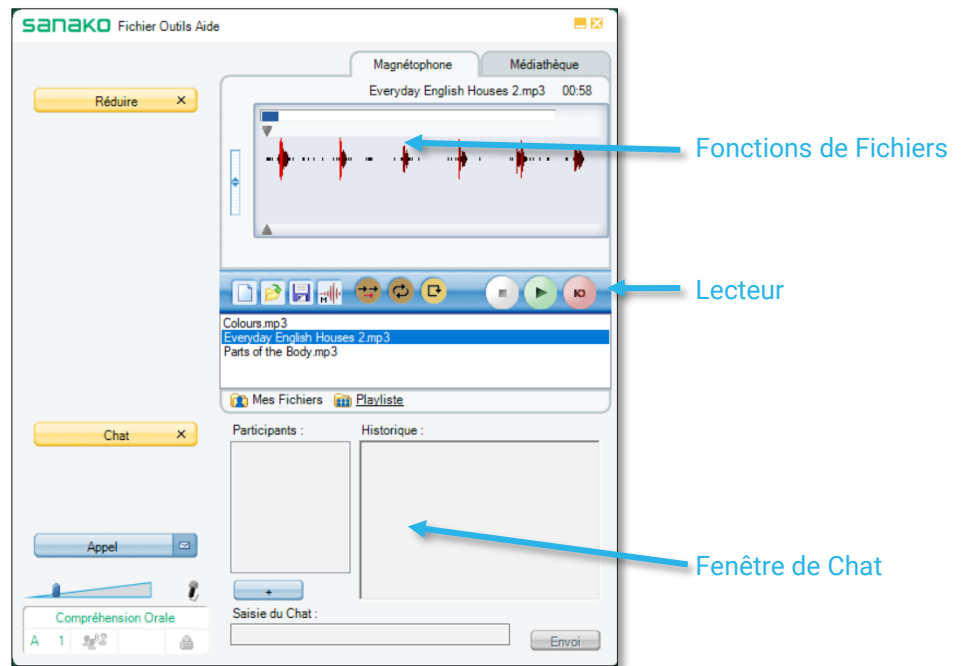 sanako Fichier Outils Aide
Magnétophone Médiathèque
Everyday English Houses 2.mp3 00:58
Réduire
Fonctions de Fichiers
M
Lecteur
Colours.mp3
Everyday English Houses 2.mp3
Parts of the Body.mp3
Mes Fichiers Playliste
Chat
Participants : Historique :
Appel
Fenêtre de Chat
+
Compréhension Orale
Saisie du Chat :
A 1
Envoi